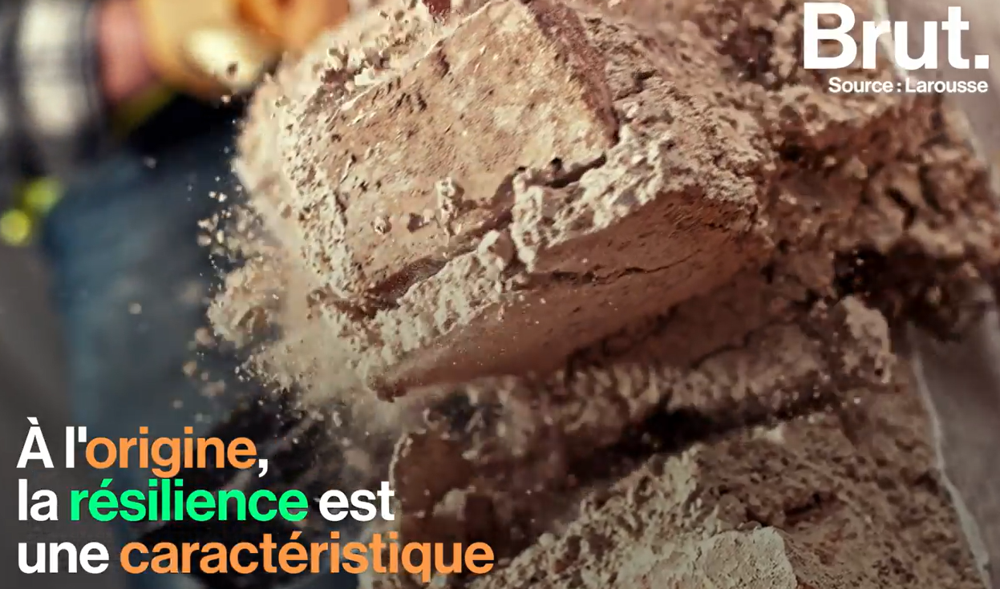 Brut.
Source : Larousse
À l'origine,
la résilience est
une caractéristique